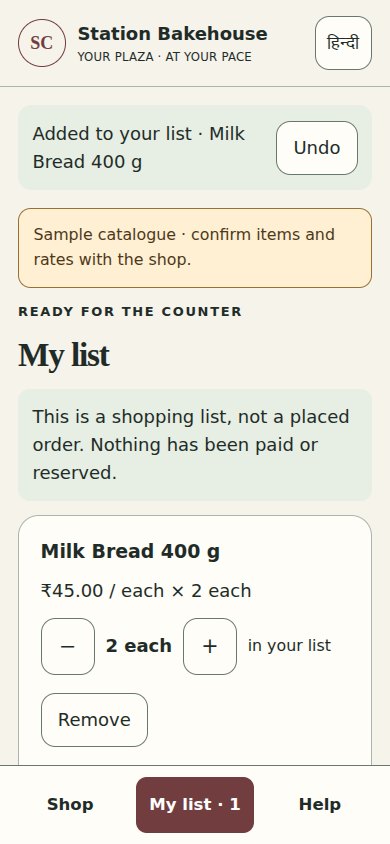 SC
Station Bakehouse
YOUR PLAZA · AT YOUR PACE
हिन्दी
Added to your list · Milk
Bread 400 g
Undo
Sample catalogue · confirm items and
rates with the shop.
READY FOR THE COUNTER
My list
This is a shopping list, not a placed
order. Nothing has been paid or
reserved.
Milk Bread 400 g
₹45.00 / each × 2 each
− 2 each + in your list
Remove
Shop My list · 1 Help